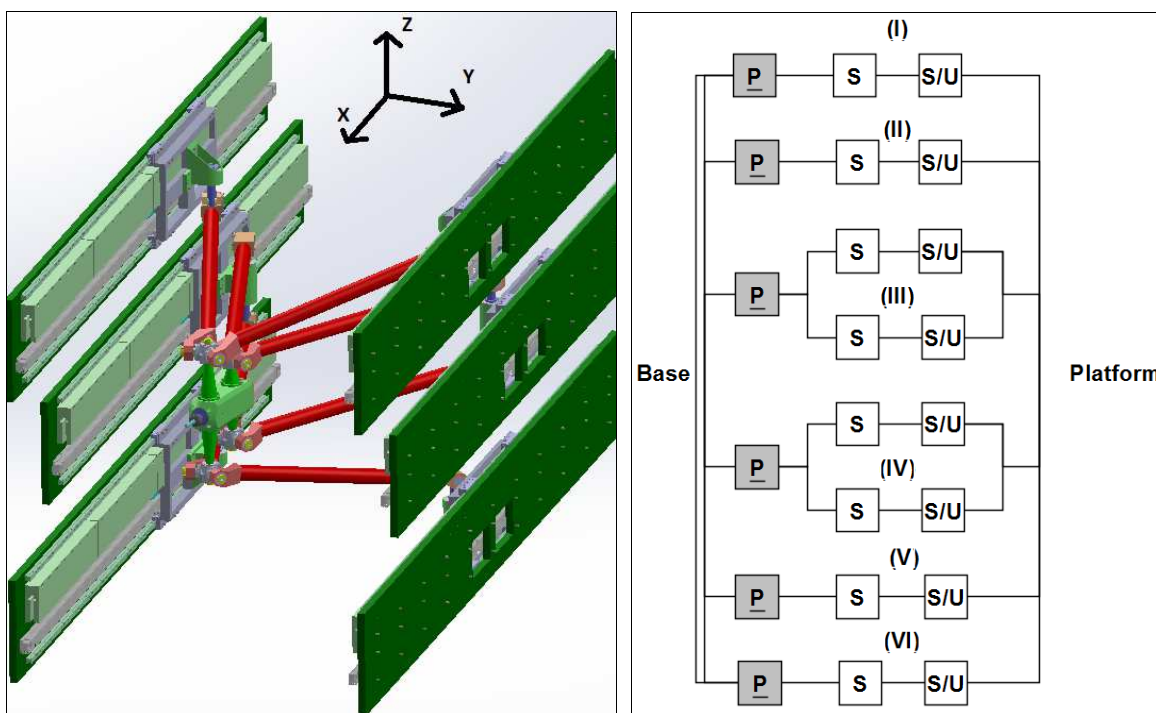 Z
Y
X
(I)
P S S/U
(II)
P S S/U
S S/U
P (III)
S S/U
Base Platform
S S/U
P (IV)
S S/U
(V)
P S S/U
(VI)
P S S/U